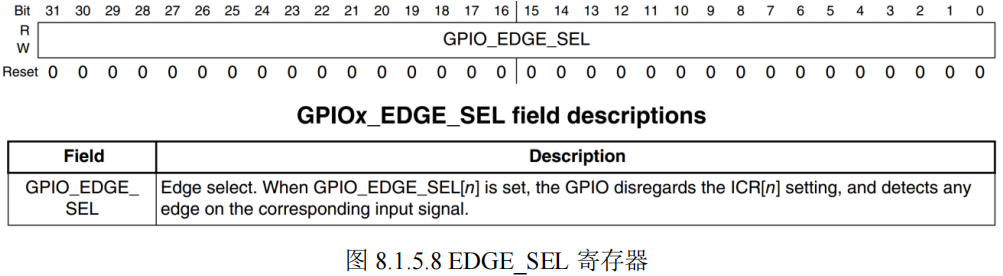 Bit 31 30 29 28 27 26 25 24 23 22 21 20 19 18 17 16 15 14 13 12 11 10 9 8 7 6 5 4 3 2 1 0
R
W
GPIO_EDGE_SEL
Reset 0 0 0 0 0 0 0 0 0 0 0 0 0 0 0 0 0 0 0 0 0 0 0 0 0 0 0 0 0 0 0 0
GPIOx_EDGE_SEL field descriptions
Field Description
GPIO_EDGE_
SEL
Edge select. When GPIO_EDGE_SEL[n] is set, the GPIO disregards the ICR[n] setting, and detects any
edge on the corresponding input signal.
图 8.1.5.8 EDGE_SEL 寄存器